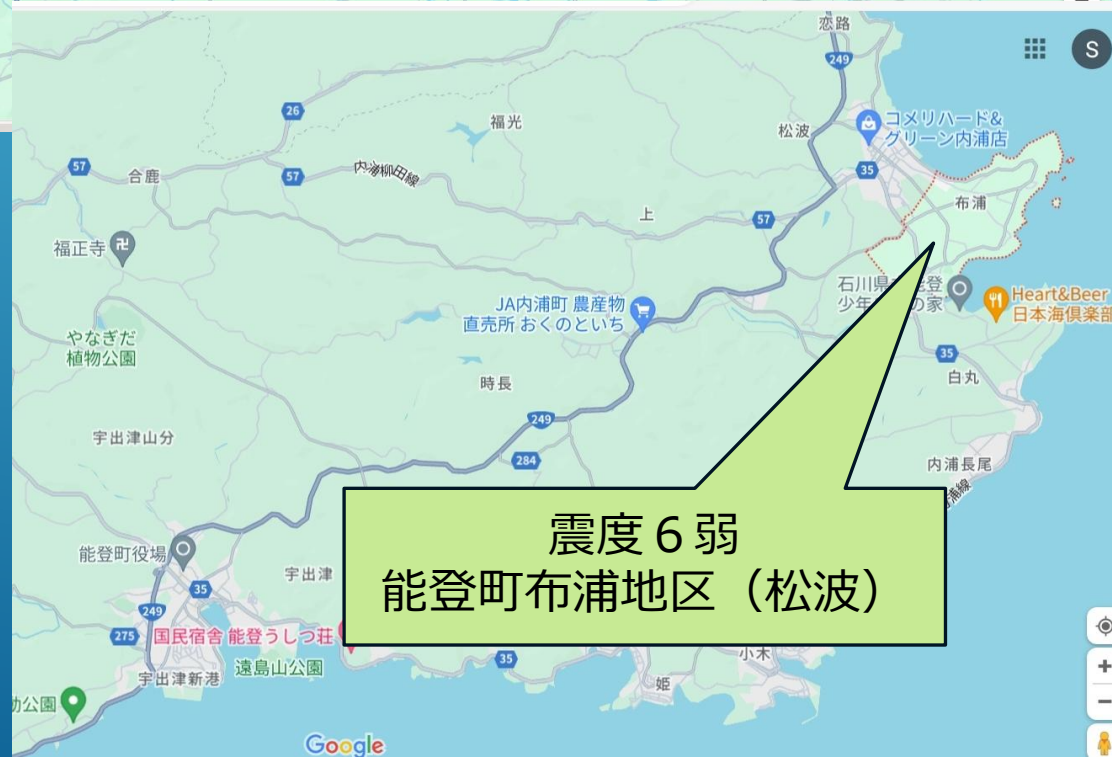 恋路
249
S
26
福光
松波
コメリハード&
グリーン内浦店
57
合鹿
57
内浦柳田線
35
布浦
上
57
福正寺
石川県
登
少年
の家
Heart&Beer
日本海倶楽部
JA内浦町 農産物
直売所 おくのといち
やなぎだ
植物公園
35
白丸
時長
249
宇出津山分
284
内浦長尾
震度６弱
能登町布浦地区（松波）
能登町役場
宇出津
35
249
275
国民宿舎 能登うしつ荘
遠島山公園
35
小木
宇出津新港
姫
公園
Google
+
−